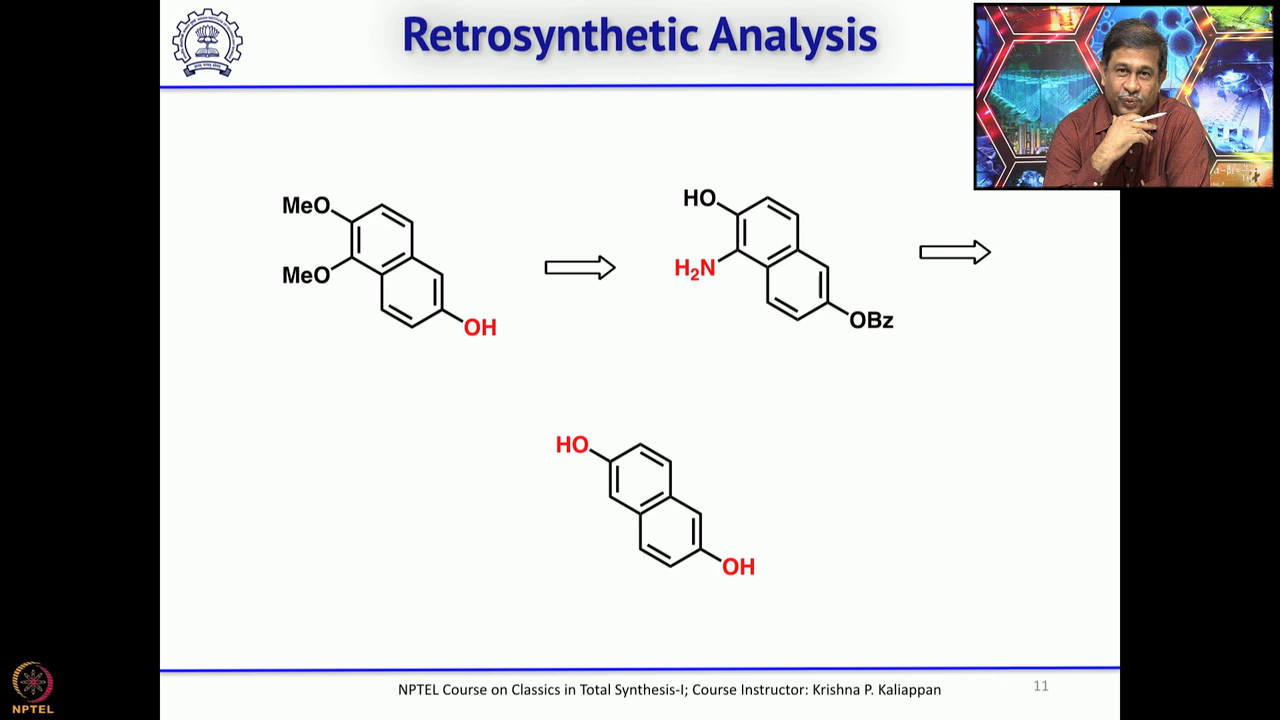 Retrosynthetic Analysis
MeO
MeO
OH
HO
H₂N
OBz
HO
OH
NPTEL Course on Classics in Total Synthesis-I; Course Instructor: Krishna P. Kaliappan
11
NPTEL